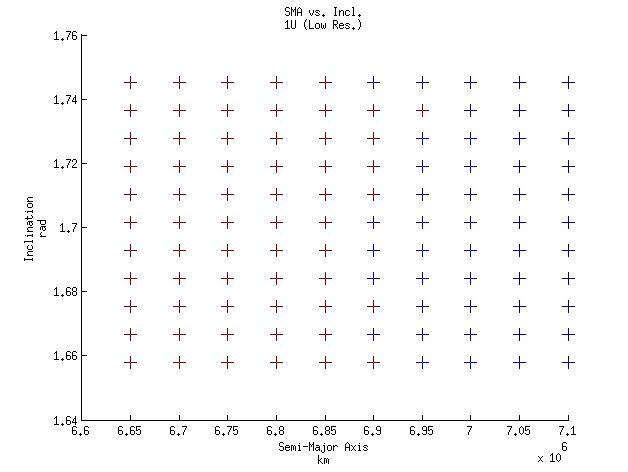 SMA vs. Incl.
1U (Low Res.)
1.76
1.74
1.72
1.7
1.68
1.66
1.64
Inclination
rad
6.6 6.65 6.7 6.75 6.8 6.85 6.9 6.95 7 7.05 7.1
Semi-Major Axis
km
x 10 6